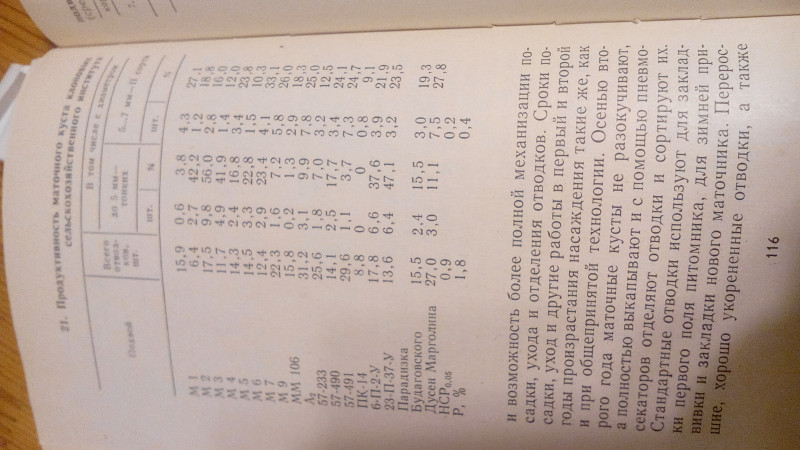 21. Продуктивность маточного куста клоновых
сельскохозяйственного института
Подвой
Всего отвод-
ков, шт.
В том числе с диаметром
до 5 мм —
тонких
5...7 мм — II сорта
шт. % шт. %
М 1 15,9 0,6 3,8 4,3 27,1
М 2 6,4 2,7 42,2 1,2 18,8
М 3 17,5 9,8 56,0 2,8 16,0
М 4 11,7 4,9 41,9 1,4 12,0
М 5 14,3 2,4 16,8 3,4 23,8
М 6 14,5 3,3 22,8 1,5 10,3
М 7 12,4 2,9 23,4 4,1 33,1
М 9 22,3 1,6 7,2 5,8 26,0
ММ 106 15,8 0,2 1,3 2,9 18,3
А₂ 31,2 3,1 9,9 7,8 25,0
57-233 25,6 1,8 7,0 3,2 12,5
57-490 14,1 2,5 17,7 3,4 24,1
57-491 29,6 1,1 3,7 7,3 24,7
ПК-14 8,8 0 0 0,8 9,1
6-П-2-У 17,8 6,6 37,6 3,9 21,9
23-П-37-У 13,6 6,4 47,1 3,2 23,5
Парадизка
Будаговского 15,5 2,4 15,5 3,0 19,3
Дусен Марголина 27,0 3,0 11,1 7,5 27,8
НСР₀,₀₅ 0,9 0,2
Р, % 1,8 0,4
и возможность более полной механизации по-
садки, ухода и отделения отводков. Сроки по-
садки, уход и другие работы в первый и второй
годы произрастания насаждения такие же, как
и при общепринятой технологии. Осенью вто-
рого года маточные кусты не разокучивают,
а полностью выкапывают и с помощью пневмо-
секаторов отделяют отводки и сортируют их.
Стандартные отводки используют для заклад-
ки первого поля питомника, для зимней при-
вивки и закладки нового маточника. Перерос-
шие, хорошо укорененные отводки, а также
116